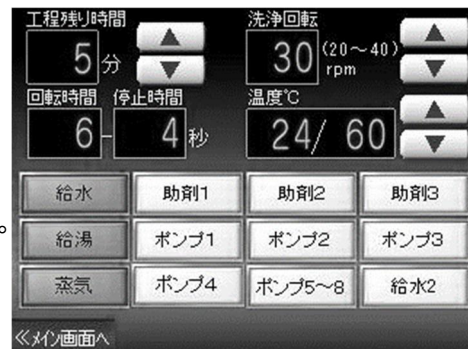 工程残り時間 洗浄回転
5分 30 (20～40) rpm
回転時間 停止時間 温度℃
6-4秒 24/ 60
給水 助剤1 助剤2 助剤3
給湯 ポンプ1 ポンプ2 ポンプ3
蒸気 ポンプ4 ポンプ5～8 給水2
≪メイン画面へ